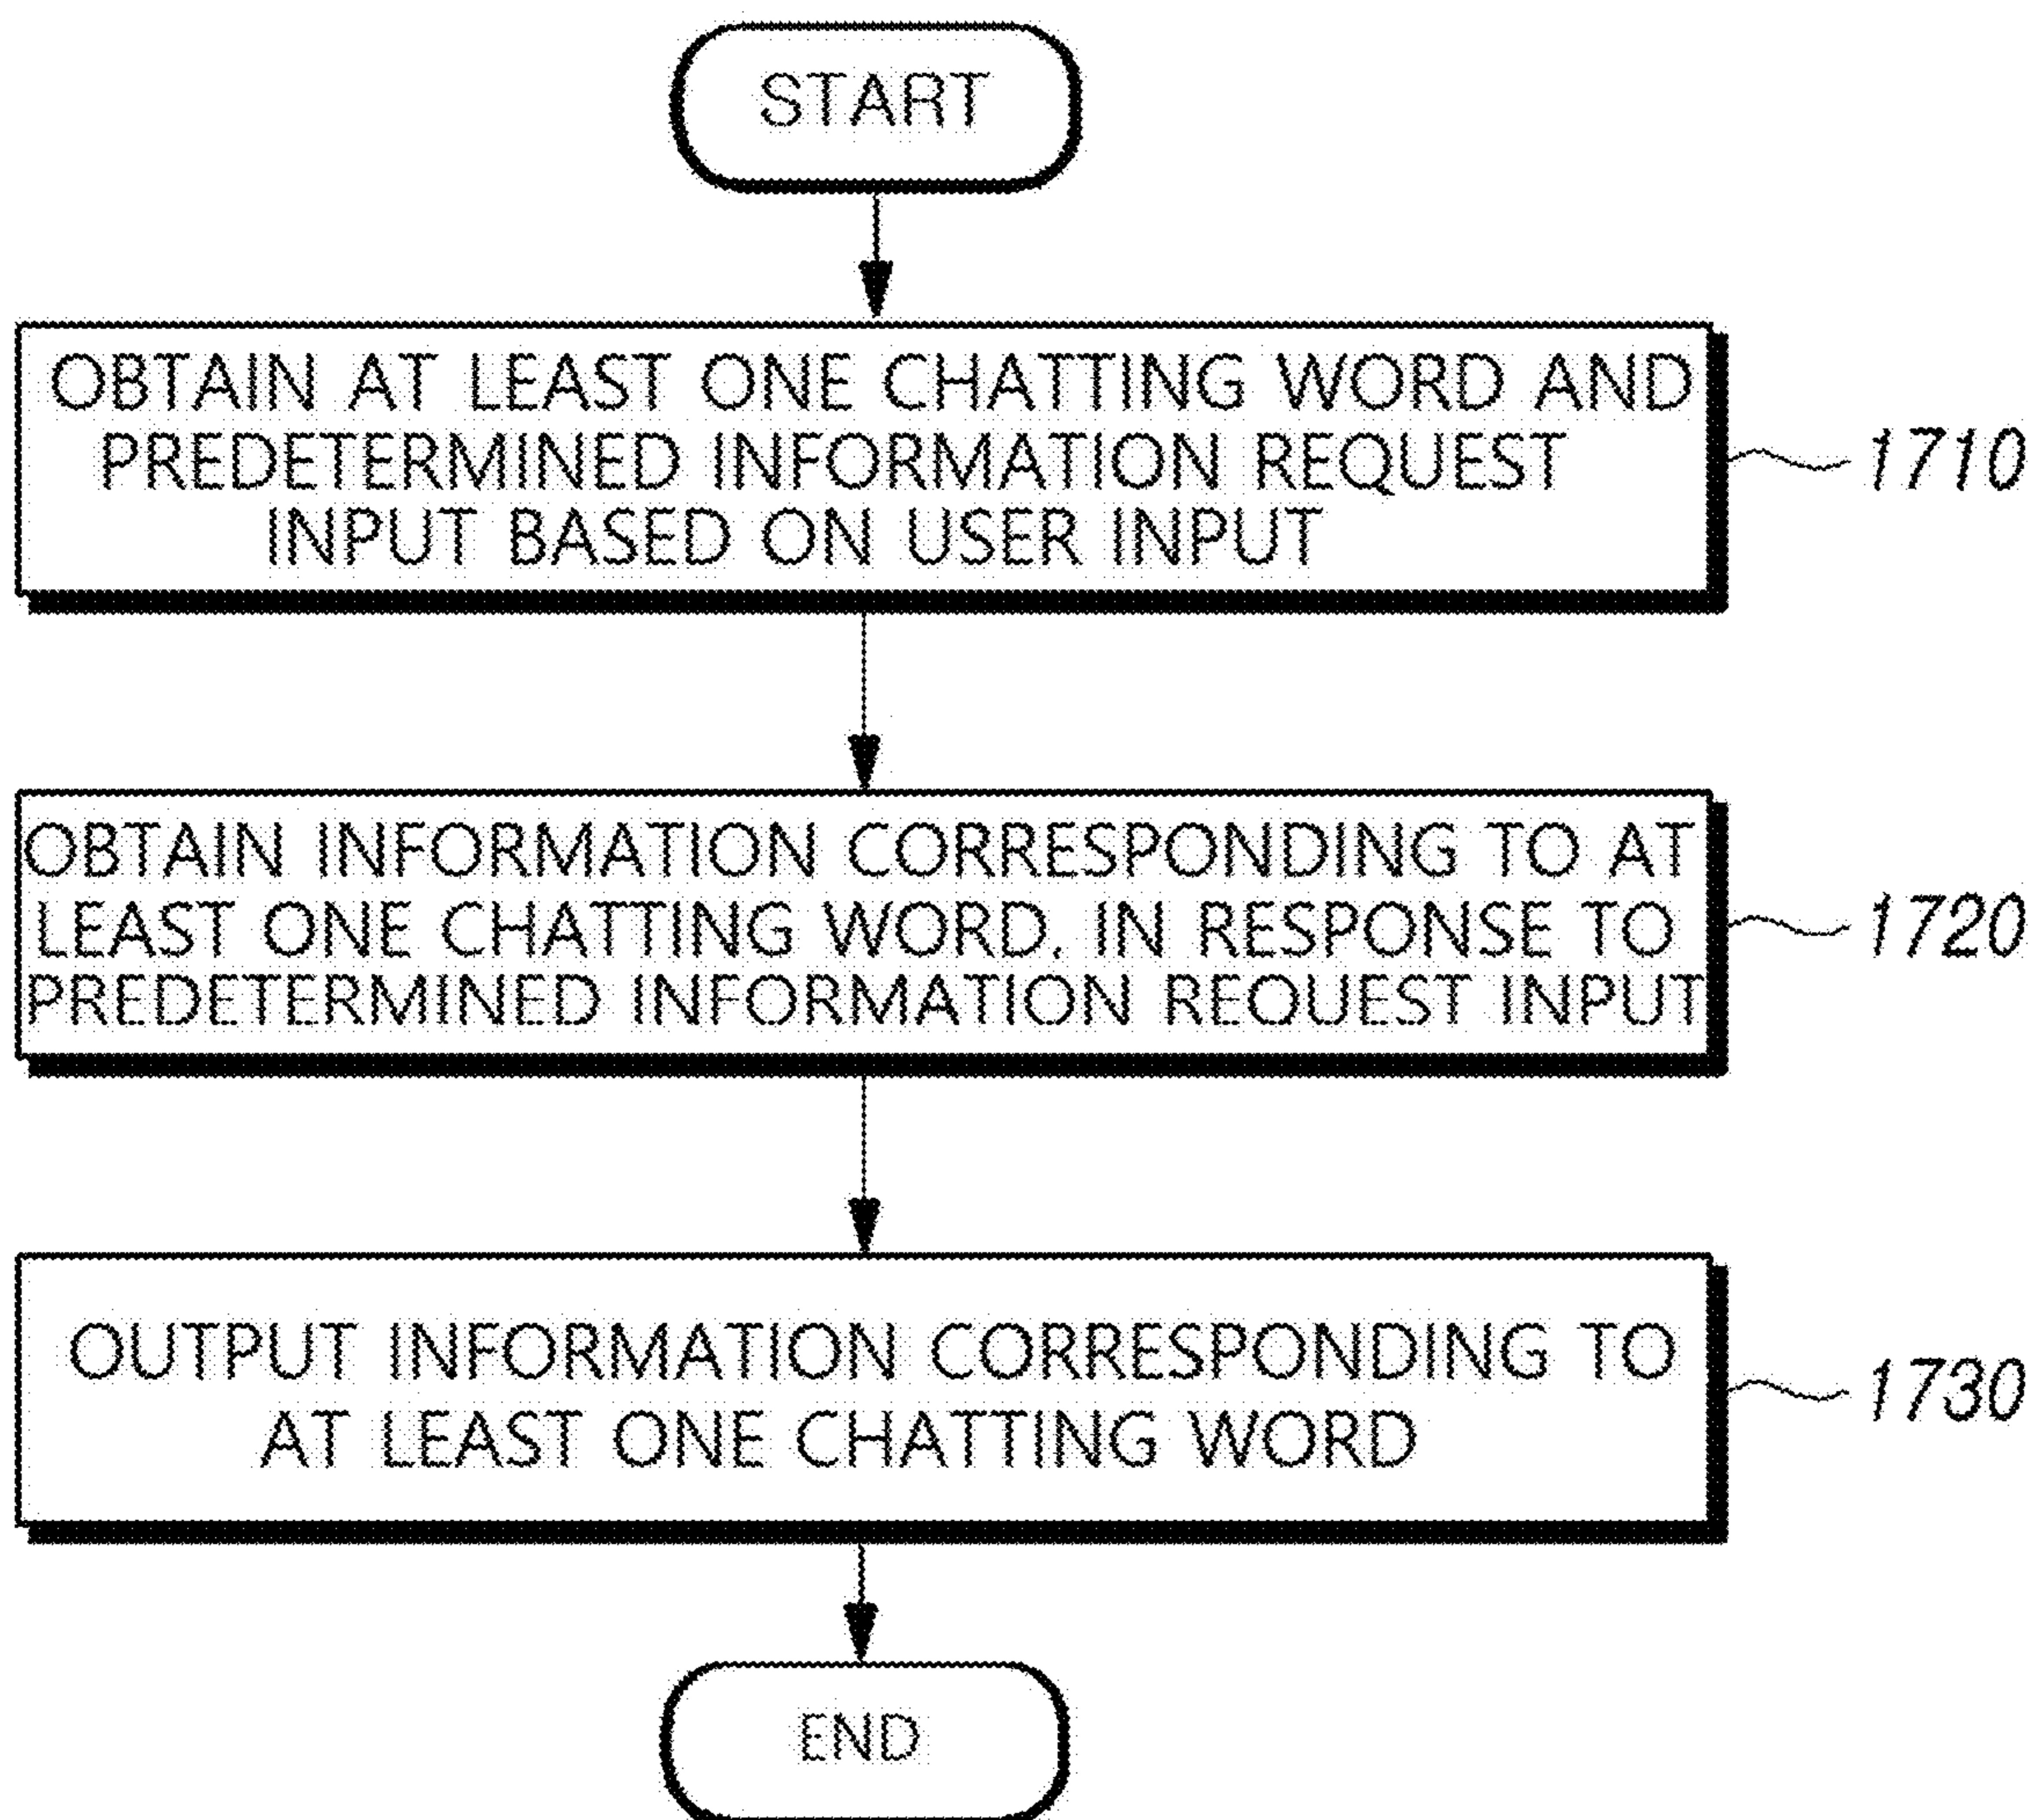 START
OBTAIN AT LEAST ONE CHATTING WORD AND
PREDETERMINED INFORMATION REQUEST
INPUT BASED ON USER INPUT
1710
OBTAIN INFORMATION CORRESPONDING TO AT
LEAST ONE CHATTING WORD, IN RESPONSE TO
PREDETERMINED INFORMATION REQUEST INPUT
1720
OUTPUT INFORMATION CORRESPONDING TO
AT LEAST ONE CHATTING WORD
1730
END